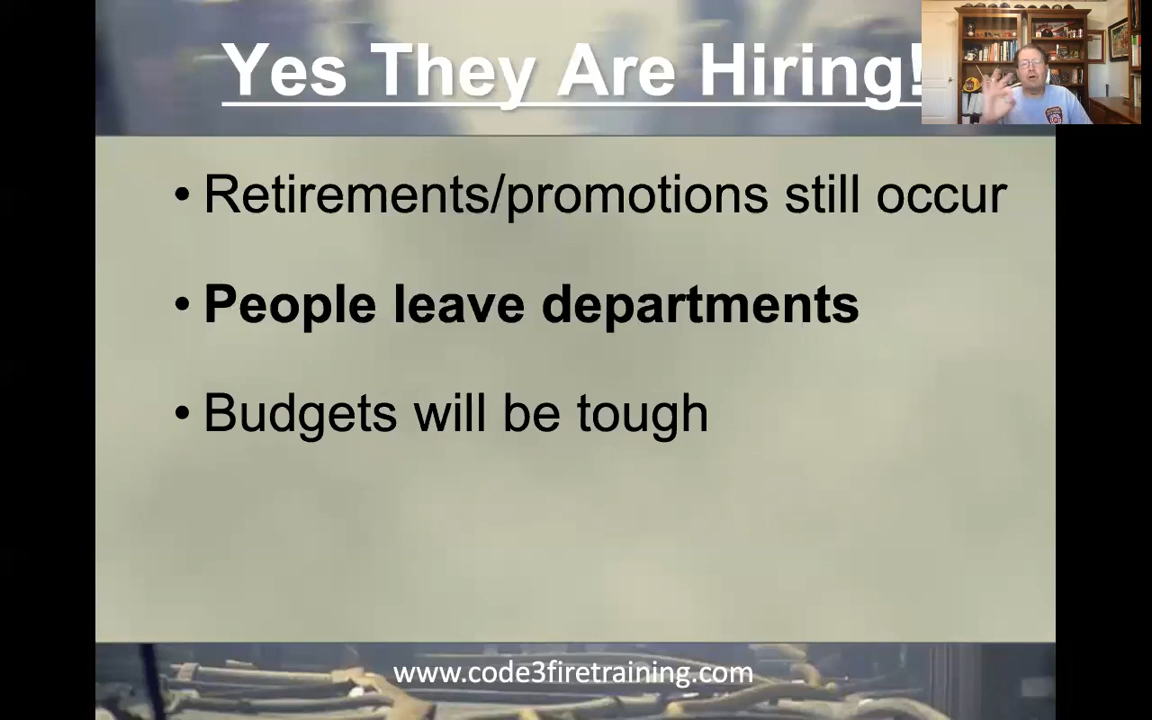 Yes They Are Hiring!
• Retirements/promotions still occur
• People leave departments
• Budgets will be tough
www.code3firetraining.com